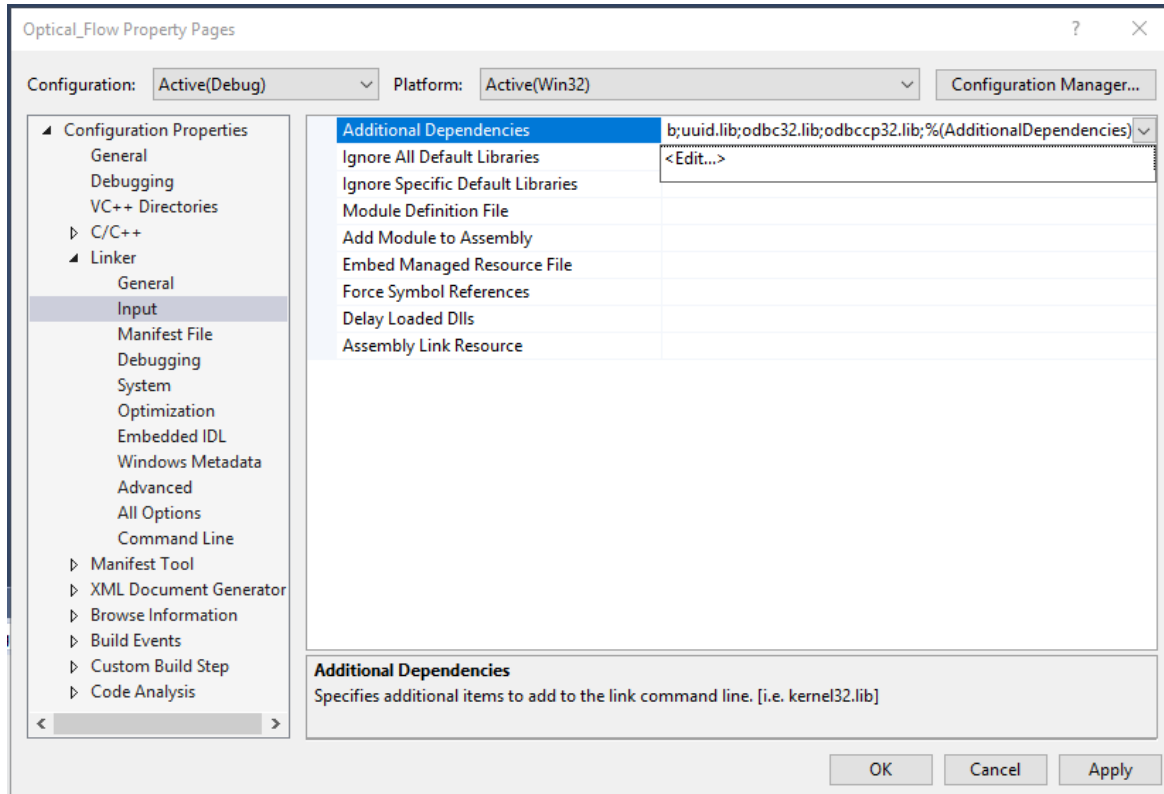 Optical_Flow Property Pages
?
Configuration: Active(Debug) Platform: Active(Win32) Configuration Manager...
Configuration Properties
General
Debugging
VC++ Directories
C/C++
Linker
General
Input
Manifest File
Debugging
System
Optimization
Embedded IDL
Windows Metadata
Advanced
All Options
Command Line
Manifest Tool
XML Document Generator
Browse Information
Build Events
Custom Build Step
Code Analysis
Additional Dependencies b;uuid.lib;odbc32.lib;odbccp32.lib;%(AdditionalDependencies)
Ignore All Default Libraries <Edit...>
Ignore Specific Default Libraries
Module Definition File
Add Module to Assembly
Embed Managed Resource File
Force Symbol References
Delay Loaded Dlls
Assembly Link Resource
Additional Dependencies
Specifies additional items to add to the link command line. [i.e. kernel32.lib]
OK Cancel Apply